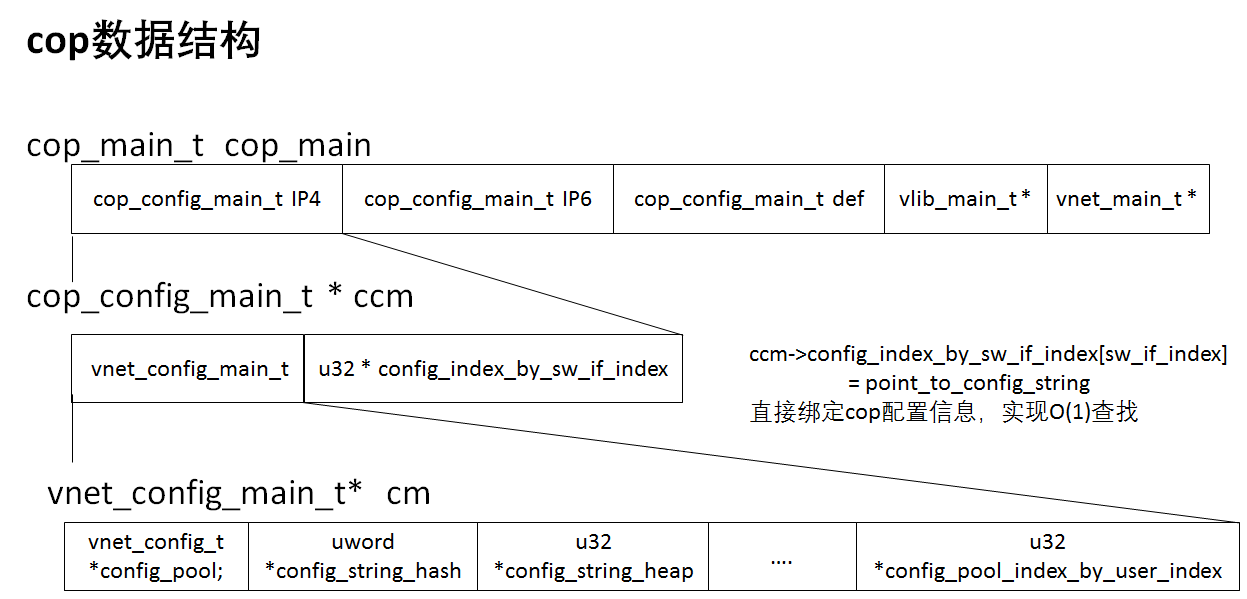 cop数据结构
cop_main_t cop_main
cop_config_main_t IP4
cop_config_main_t IP6
cop_config_main_t def
vlib_main_t *
vnet_main_t *
cop_config_main_t * ccm
vnet_config_main_t
u32 * config_index_by_sw_if_index
ccm->config_index_by_sw_if_index[sw_if_index]
= point_to_config_string
直接绑定cop配置信息，实现O(1)查找
vnet_config_main_t* cm
vnet_config_t
*config_pool;
uword
*config_string_hash
u32
*config_string_heap
....
u32
*config_pool_index_by_user_index